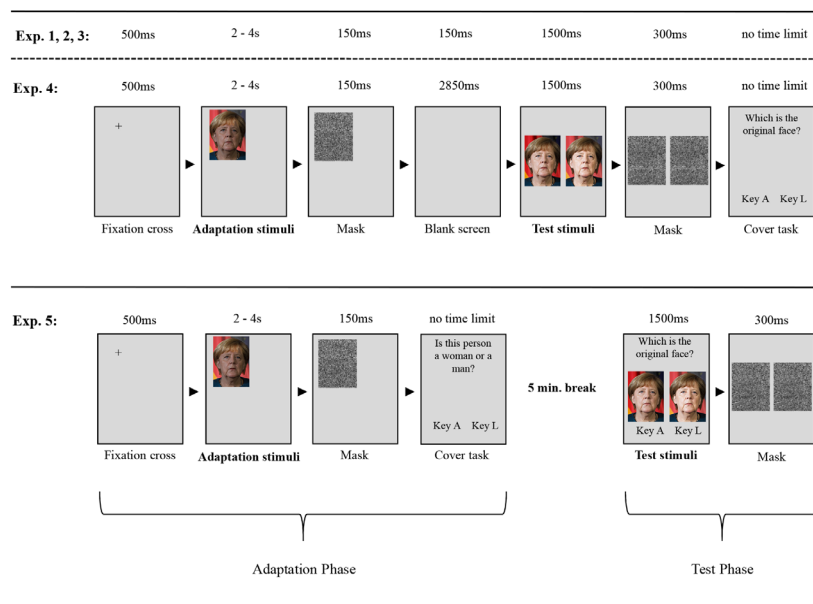 Exp. 1, 2, 3: 500ms 2 - 4s 150ms 150ms 1500ms 300ms no time limit
Exp. 4: 500ms 2 - 4s 150ms 2850ms 1500ms 300ms no time limit
+
Which is the
original face?
Key A Key L
Fixation cross Adaptation stimuli Mask Blank screen Test stimuli Mask Cover task
Exp. 5: 500ms 2 - 4s 150ms no time limit 1500ms 300ms
+
Is this person
a woman or a
man?
Key A Key L
5 min. break
Which is the
original face?
Key A Key L
Fixation cross Adaptation stimuli Mask Cover task Test stimuli Mask
Adaptation Phase Test Phase